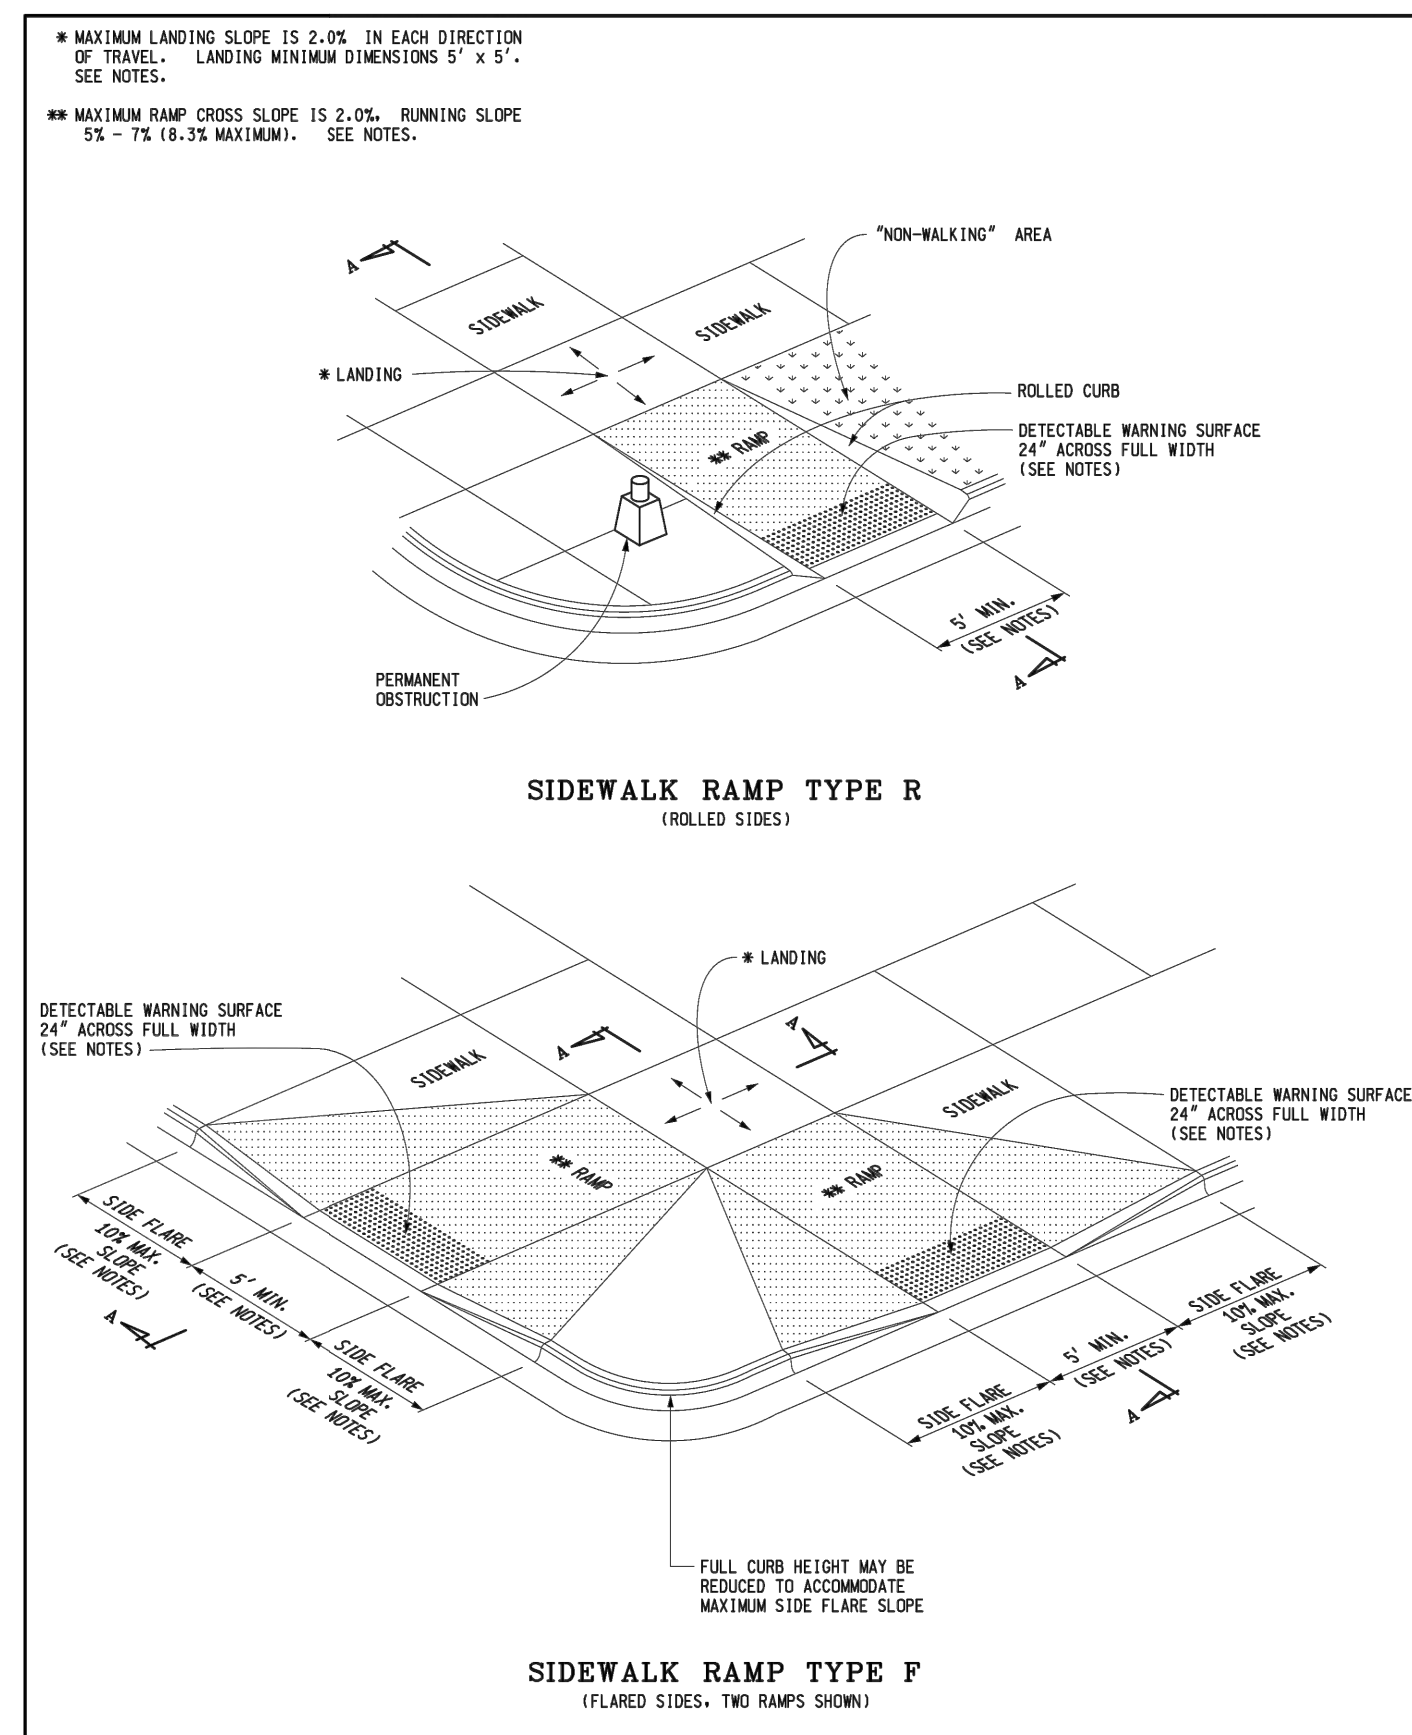 * MAXIMUM LANDING SLOPE IS 2.0% IN EACH DIRECTION
OF TRAVEL. LANDING MINIMUM DIMENSIONS 5' x 5'.
SEE NOTES.
** MAXIMUM RAMP CROSS SLOPE IS 2.0%, RUNNING SLOPE
5% - 7% (8.3% MAXIMUM). SEE NOTES.
"NON-WALKING" AREA
A
SIDEWALK
SIDEWALK
* LANDING
ROLLED CURB
** RAMP
DETECTABLE WARNING SURFACE
24" ACROSS FULL WIDTH
(SEE NOTES)
5' MIN.
(SEE NOTES)
A
PERMANENT
OBSTRUCTION
SIDEWALK RAMP TYPE R
(ROLLED SIDES)
* LANDING
DETECTABLE WARNING SURFACE
24" ACROSS FULL WIDTH
(SEE NOTES)
A
A
SIDEWALK
SIDEWALK
DETECTABLE WARNING SURFACE
24" ACROSS FULL WIDTH
(SEE NOTES)
** RAMP
** RAMP
SIDE FLARE
10% MAX.
SLOPE
(SEE NOTES)
5' MIN.
(SEE NOTES)
A
SIDE FLARE
10% MAX.
SLOPE
(SEE NOTES)
SIDE FLARE
10% MAX.
SLOPE
(SEE NOTES)
5' MIN.
(SEE NOTES)
SIDE FLARE
10% MAX.
SLOPE
(SEE NOTES)
A
FULL CURB HEIGHT MAY BE
REDUCED TO ACCOMMODATE
MAXIMUM SIDE FLARE SLOPE
SIDEWALK RAMP TYPE F
(FLARED SIDES, TWO RAMPS SHOWN)